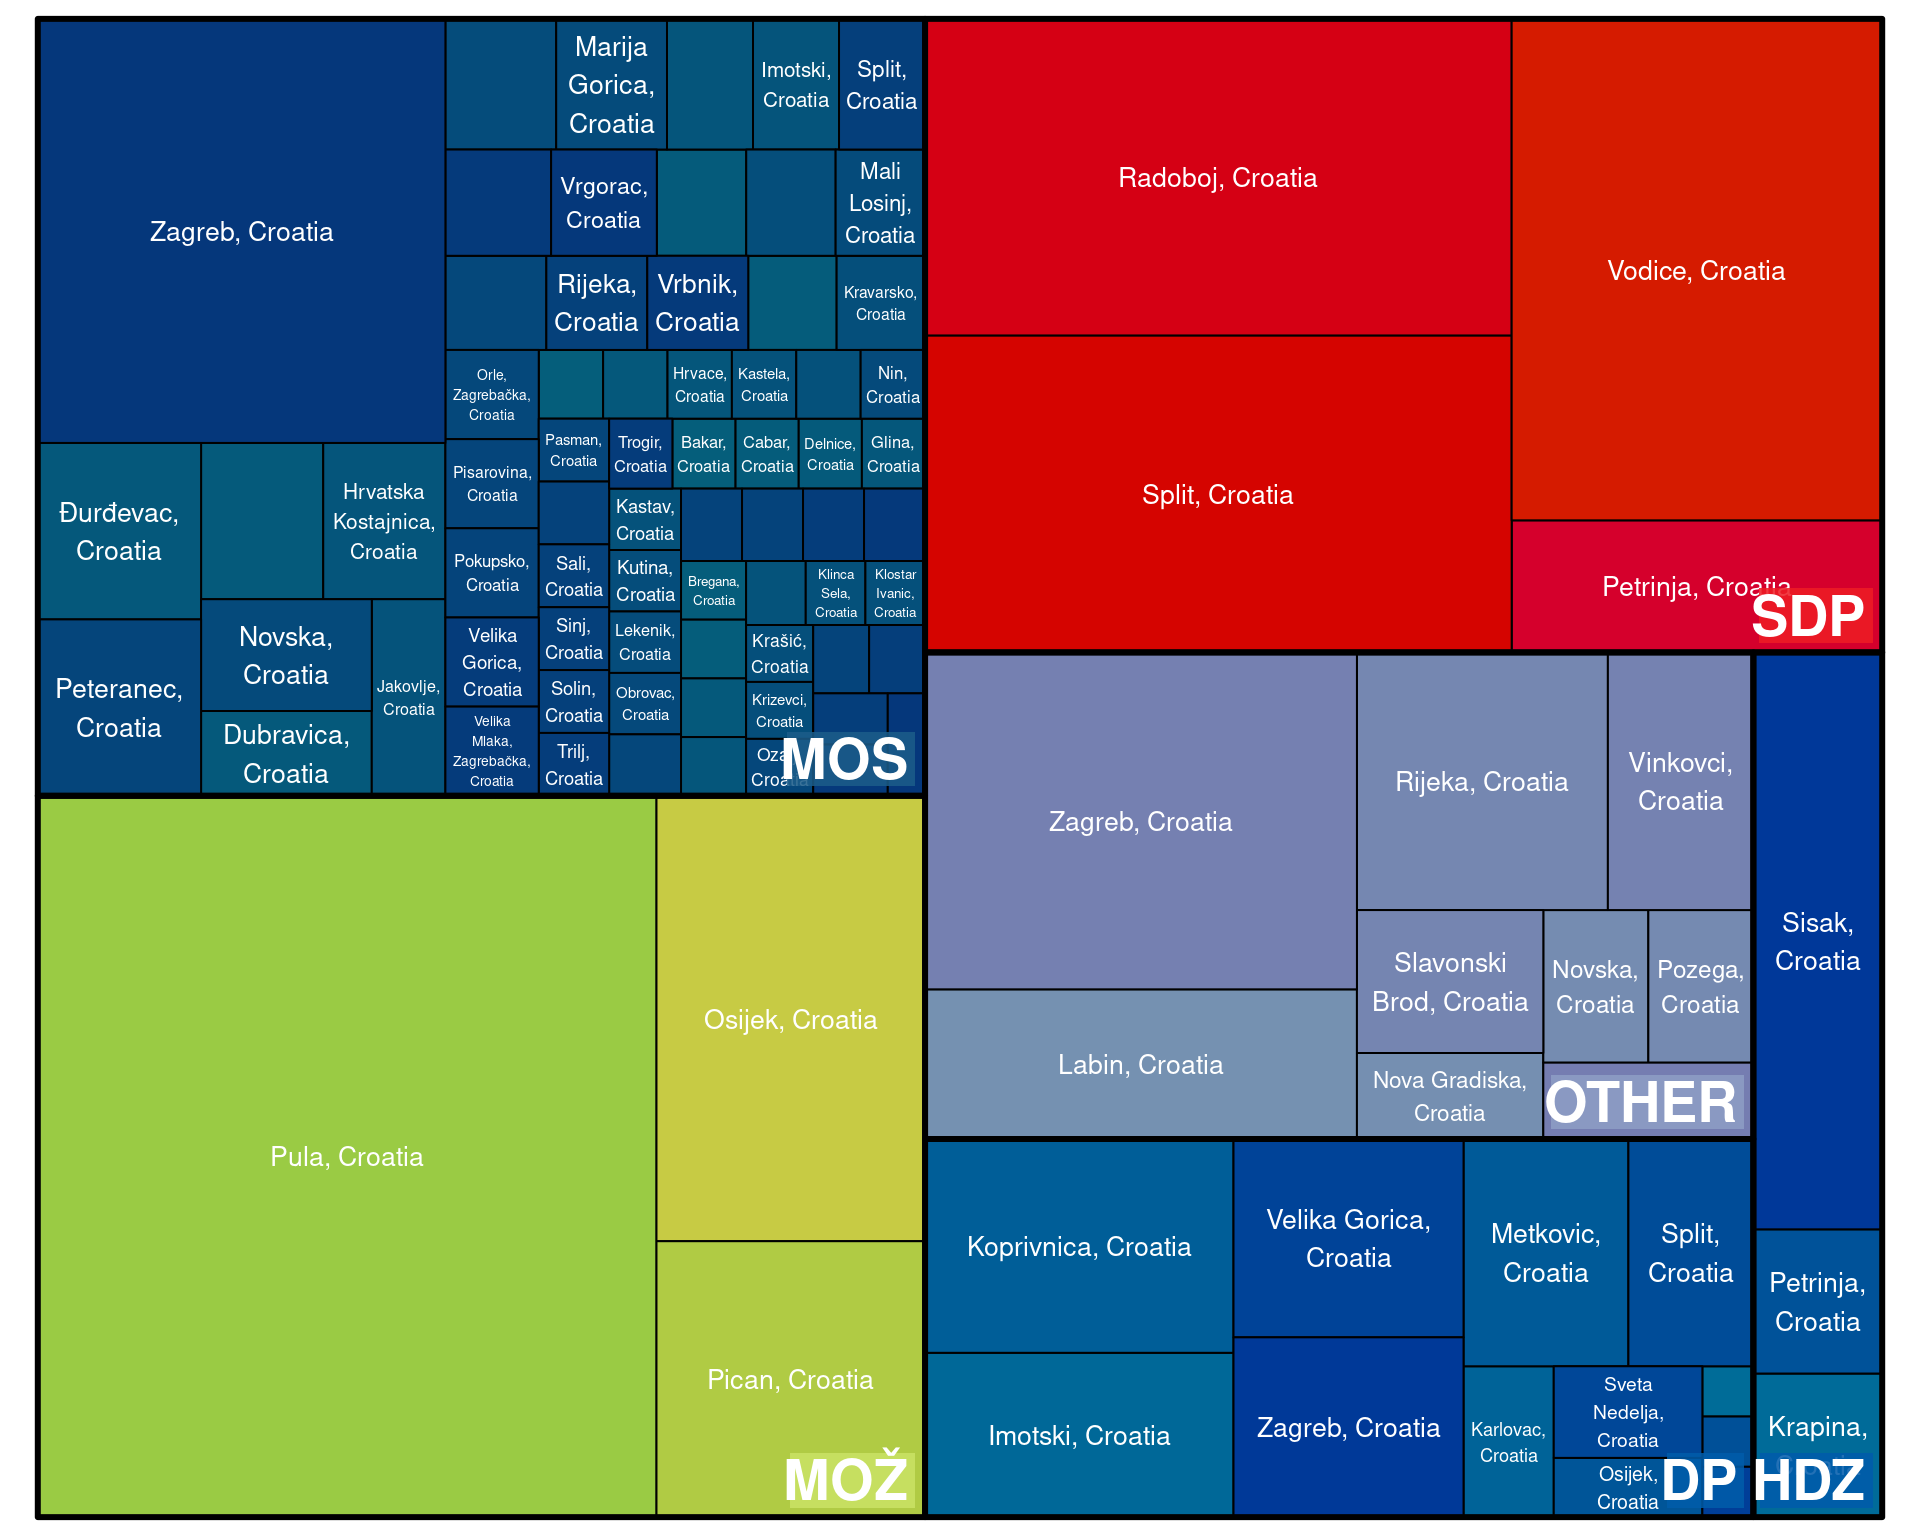 Zagreb, Croatia
Đurđevac,
Croatia
Peteranec,
Croatia
Hrvatska
Kostajnica,
Croatia
Novska,
Croatia
Dubravica,
Croatia
Jakovlje,
Croatia
Marija
Gorica,
Croatia
Imotski,
Croatia
Split,
Croatia
Vrgorac,
Croatia
Mali
Losinj,
Croatia
Rijeka,
Croatia
Vrbnik,
Croatia
Kravarsko,
Croatia
Orle,
Zagrebačka,
Croatia
Pisarovina,
Croatia
Pokupsko,
Croatia
Velika
Gorica,
Croatia
Velika
Mlaka,
Zagrebačka,
Croatia
Hrvace,
Croatia
Kastela,
Croatia
Nin,
Croatia
Pasman,
Croatia
Sali,
Croatia
Sinj,
Croatia
Solin,
Croatia
Trilj,
Croatia
Trogir,
Croatia
Bakar,
Croatia
Cabar,
Croatia
Delnice,
Croatia
Glina,
Croatia
Kastav,
Croatia
Kutina,
Croatia
Lekenik,
Croatia
Obrovac,
Croatia
Bregana,
Croatia
Klinca
Sela,
Croatia
Klostar
Ivanic,
Croatia
Krašić,
Croatia
Krizevci,
Croatia
Croatia
MOS
Pula, Croatia
Osijek, Croatia
Pican, Croatia
MOŽ
Radoboj, Croatia
Split, Croatia
Vodice, Croatia
Petrinja, Croatia
SDP
Zagreb, Croatia
Labin, Croatia
Rijeka, Croatia
Vinkovci,
Croatia
Slavonski
Brod, Croatia
Nova Gradiska,
Croatia
Novska,
Croatia
Pozega,
Croatia
OTHER
Koprivnica, Croatia
Imotski, Croatia
Velika Gorica,
Croatia
Zagreb, Croatia
Metkovic,
Croatia
Split,
Croatia
Karlovac,
Croatia
Sveta
Nedelja,
Croatia
Osijek,
Croatia
DP
Sisak,
Croatia
Petrinja,
Croatia
Krapina,
Croatia
HDZ